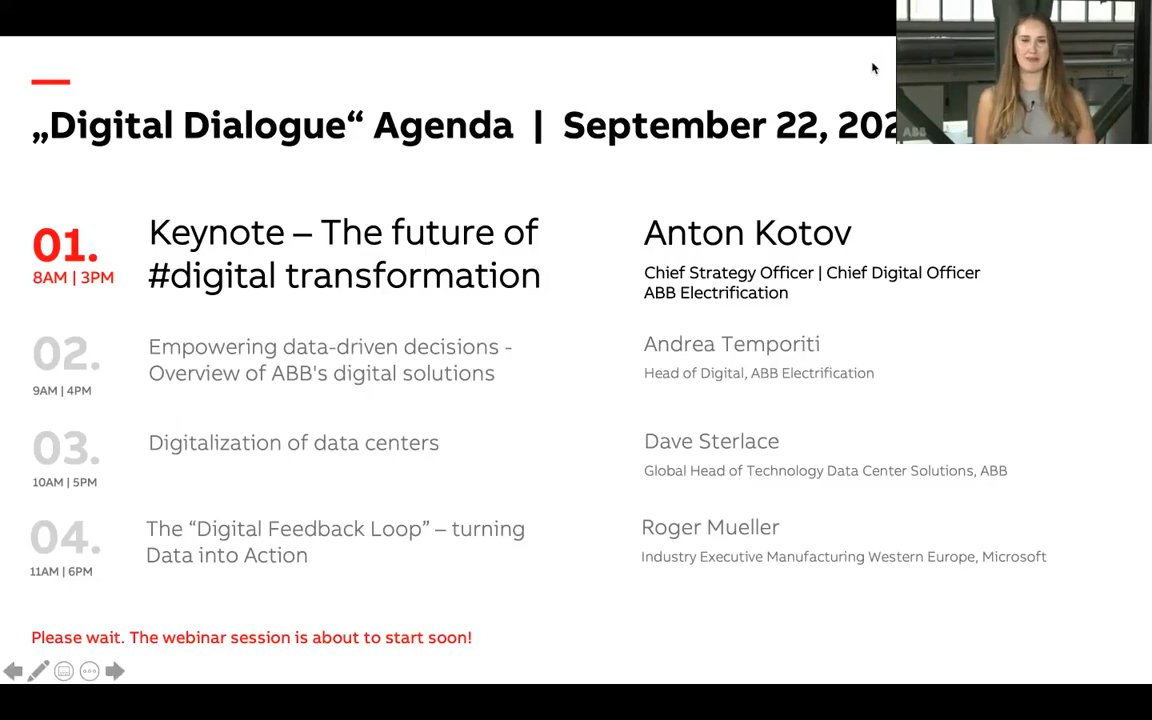 „Digital Dialogue“ Agenda | September 22, 202
ABB
01.
8AM | 3PM
Keynote – The future of
#digital transformation
Anton Kotov
Chief Strategy Officer | Chief Digital Officer
ABB Electrification
02.
9AM | 4PM
Empowering data-driven decisions -
Overview of ABB's digital solutions
Andrea Temporiti
Head of Digital, ABB Electrification
03.
10AM | 5PM
Digitalization of data centers
Dave Sterlace
Global Head of Technology Data Center Solutions, ABB
04.
11AM | 6PM
The “Digital Feedback Loop” – turning
Data into Action
Roger Mueller
Industry Executive Manufacturing Western Europe, Microsoft
Please wait. The webinar session is about to start soon!